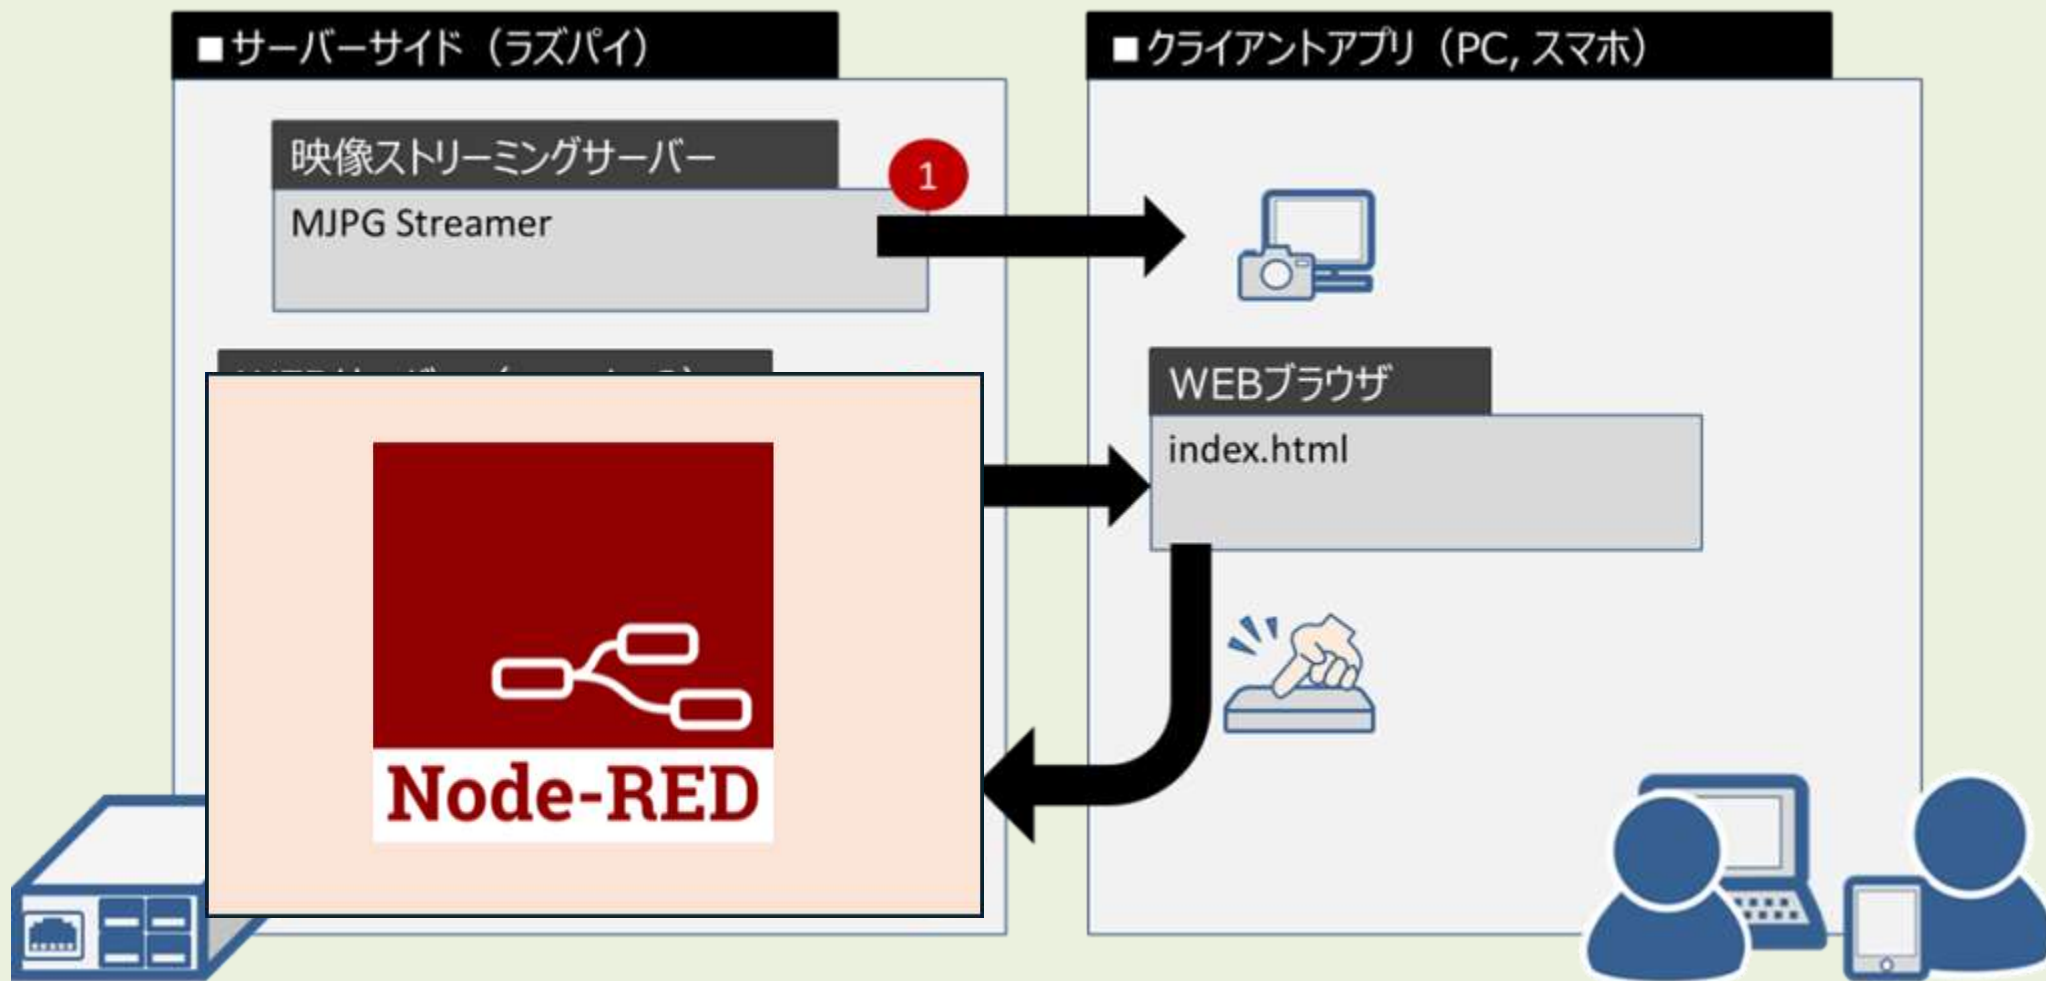 ■サーバーサイド（ラズパイ）
映像ストリーミングサーバー
MJPG Streamer
1
Node-RED
■クライアントアプリ（PC, スマホ）
WEBブラウザ
index.html